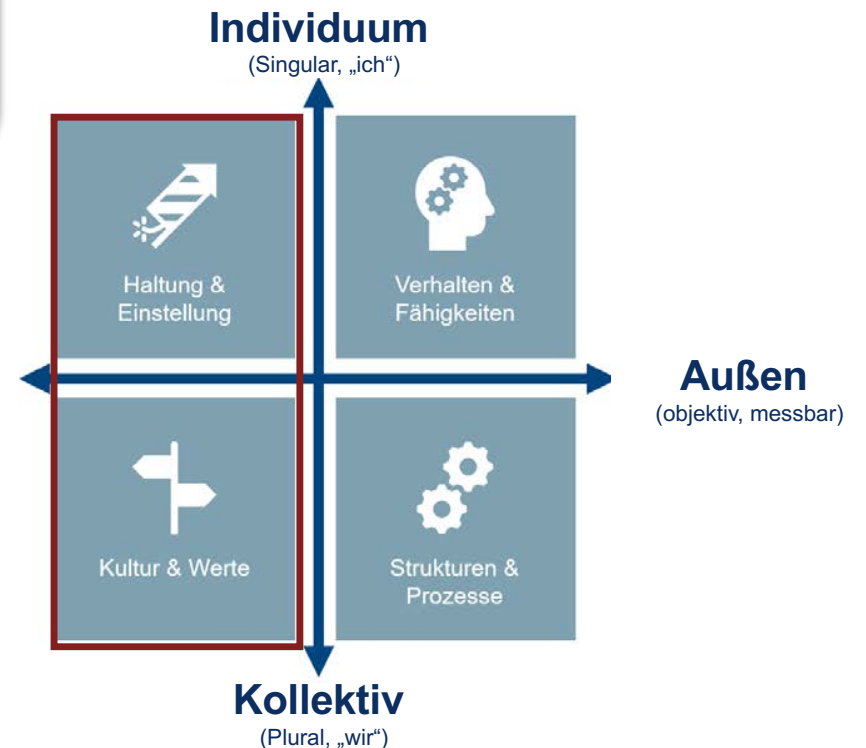 Individuum
(Singular, „ich“)
Haltung &
Einstellung
Verhalten &
Fähigkeiten
Außen
(objektiv, messbar)
Kultur & Werte
Strukturen &
Prozesse
Kollektiv
(Plural, „wir“)